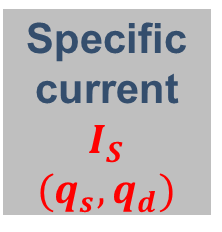 Specific
current
I_S
(q_s, q_d)